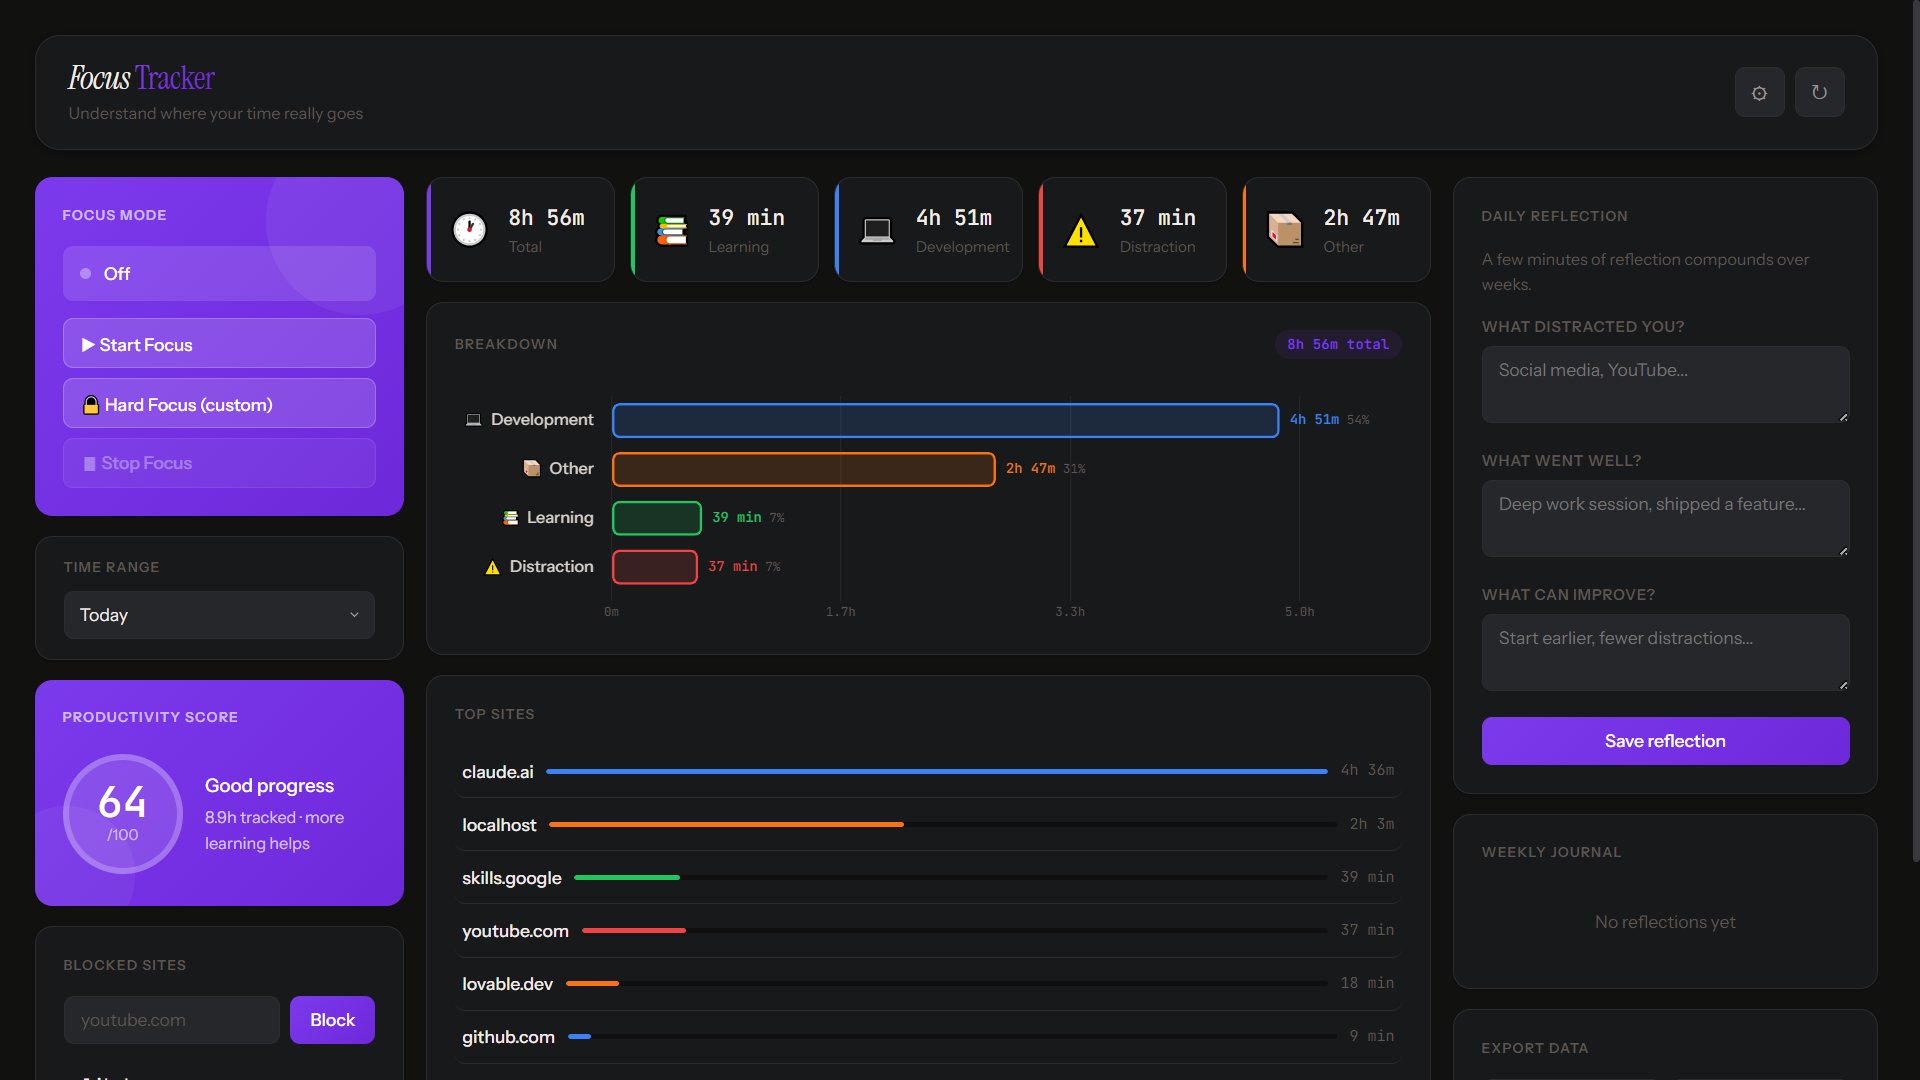 Focus Tracker
Understand where your time really goes
FOCUS MODE
Off
Start Focus
Hard Focus (custom)
Stop Focus
TIME RANGE
Today
PRODUCTIVITY SCORE
64
/100
Good progress
8.9h tracked · more
learning helps
BLOCKED SITES
youtube.com
Block
8h 56m
Total
39 min
Learning
4h 51m
Development
37 min
Distraction
2h 47m
Other
BREAKDOWN
8h 56m total
Development
4h 51m 54%
Other
2h 47m 31%
Learning
39 min 7%
Distraction
37 min 7%
0m
1.7h
3.3h
5.0h
TOP SITES
claude.ai
4h 36m
localhost
2h 3m
skills.google
39 min
youtube.com
37 min
lovable.dev
18 min
github.com
9 min
DAILY REFLECTION
A few minutes of reflection compounds over
weeks.
WHAT DISTRACTED YOU?
Social media, YouTube...
WHAT WENT WELL?
Deep work session, shipped a feature...
WHAT CAN IMPROVE?
Start earlier, fewer distractions...
Save reflection
WEEKLY JOURNAL
No reflections yet
EXPORT DATA